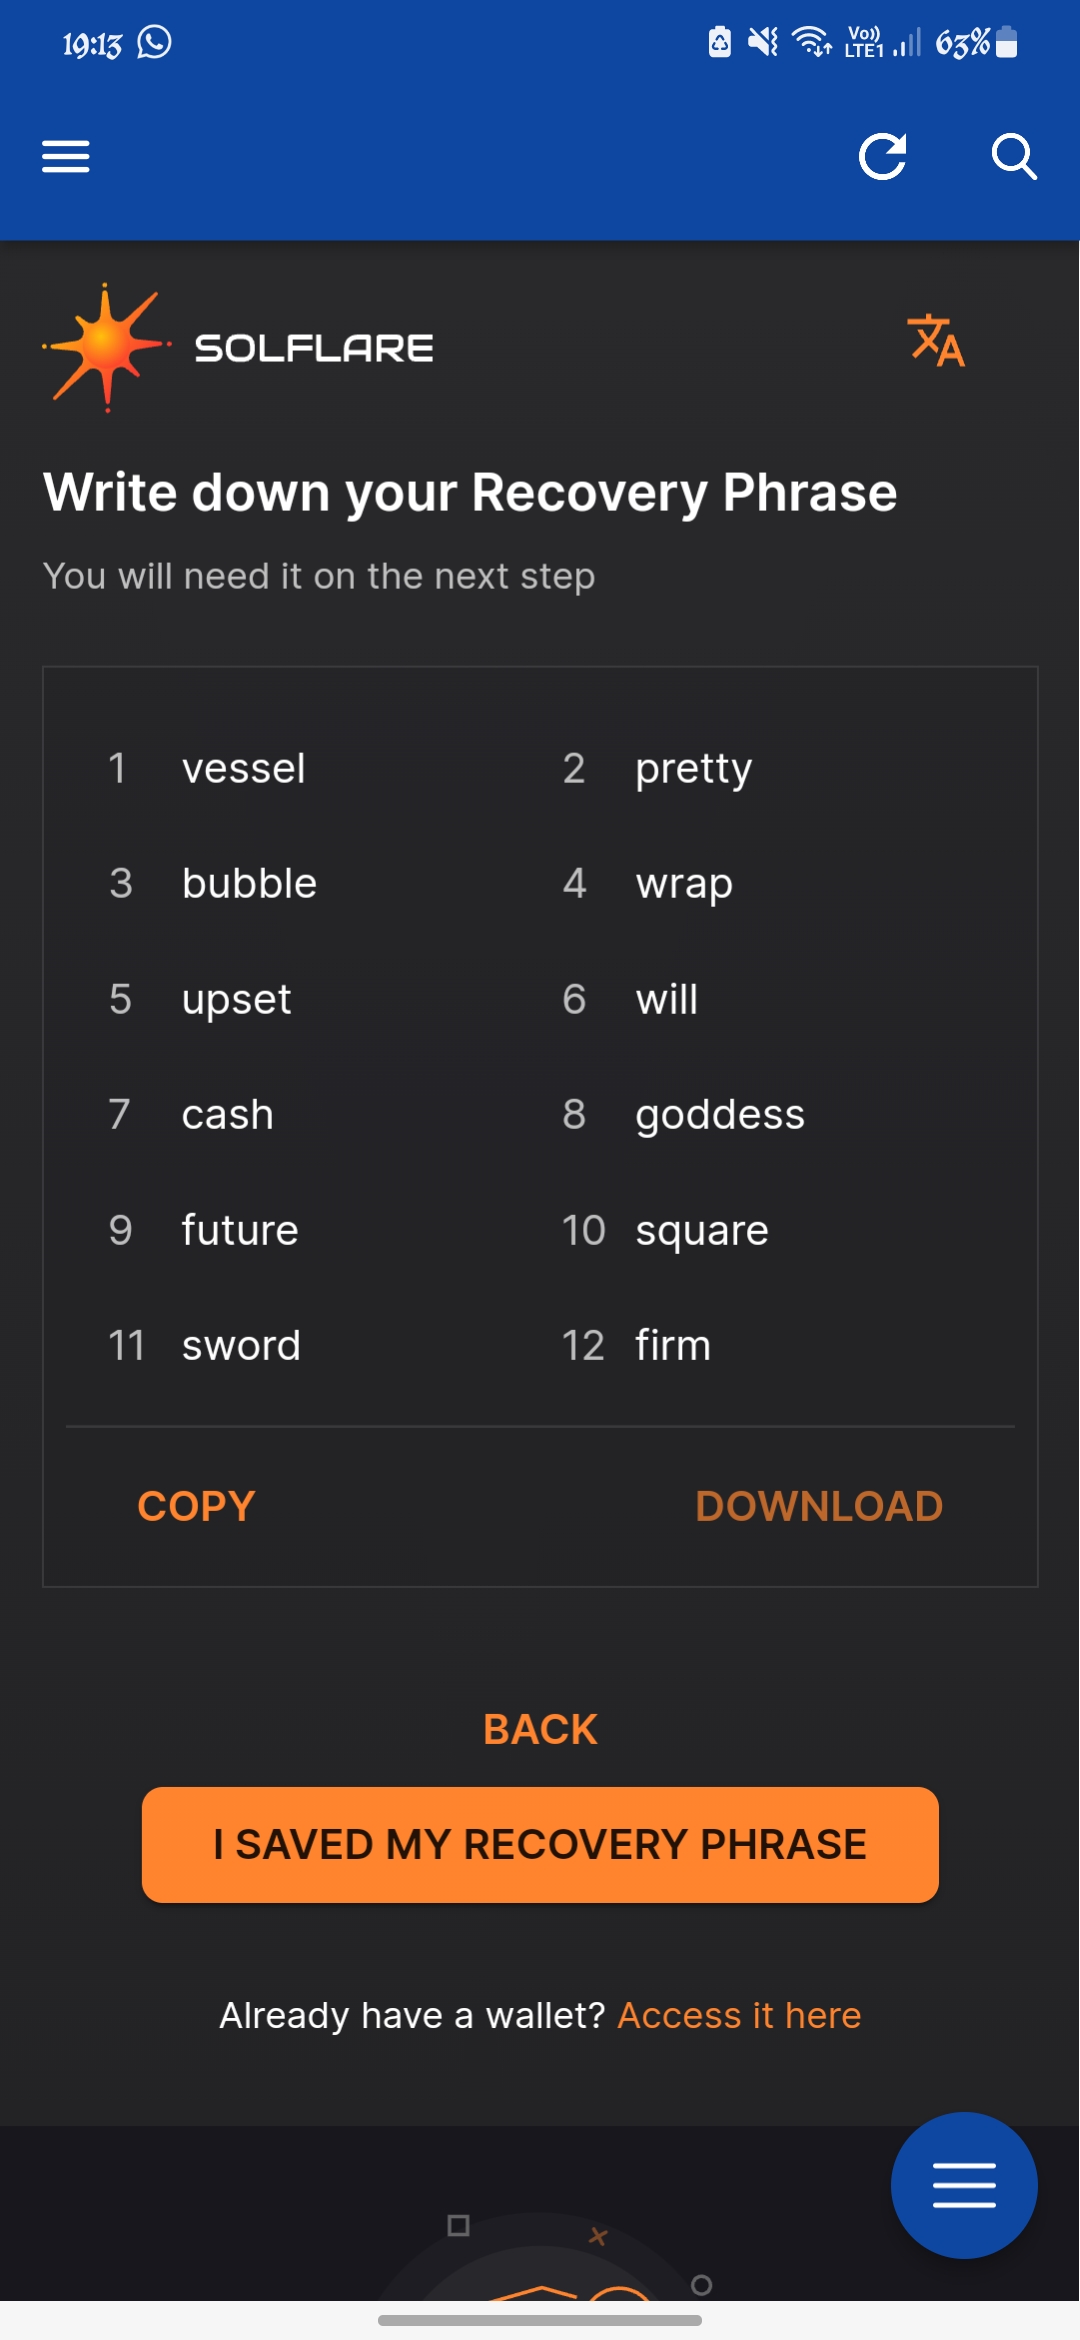 19:13
Vo)) LTE1 63%
SOLFLARE
Write down your Recovery Phrase
You will need it on the next step
1 vessel 2 pretty
3 bubble 4 wrap
5 upset 6 will
7 cash 8 goddess
9 future 10 square
11 sword 12 firm
COPY DOWNLOAD
BACK
I SAVED MY RECOVERY PHRASE
Already have a wallet? Access it here